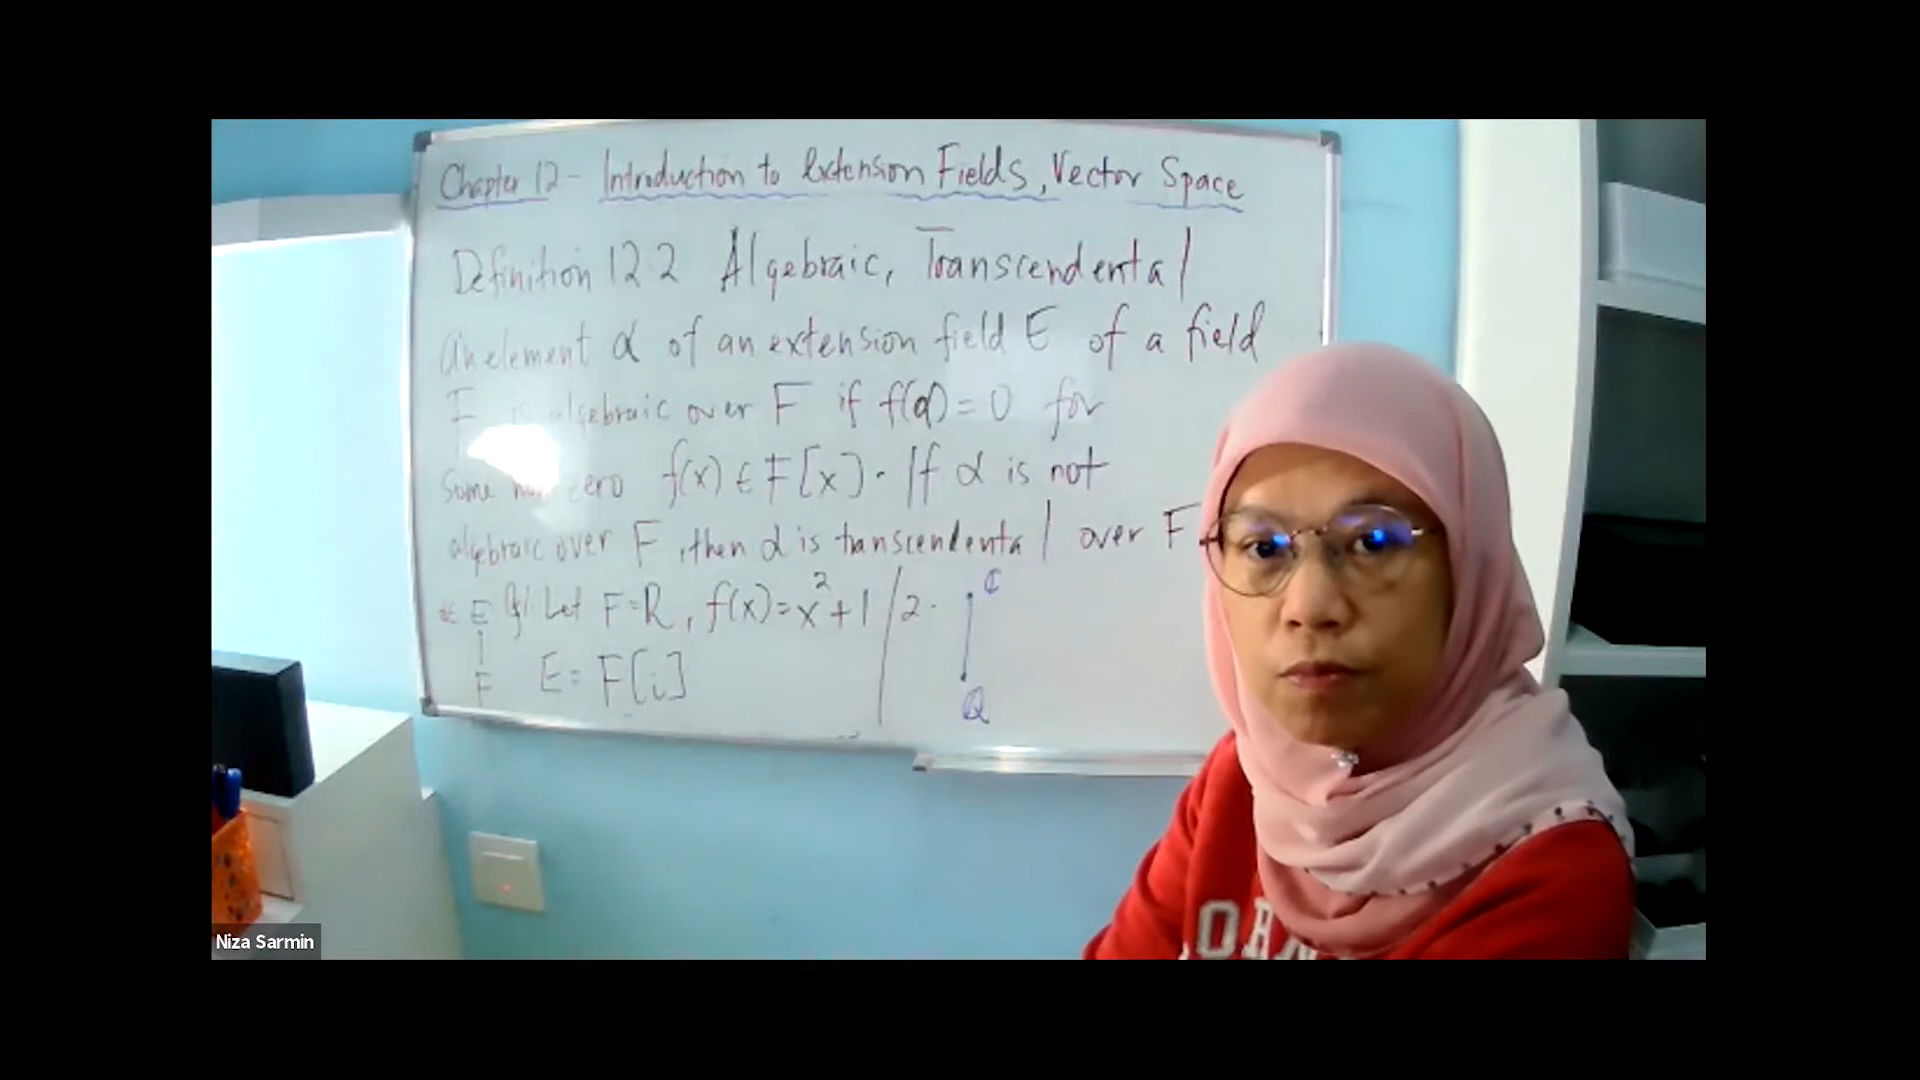 Chapter 12 - Introduction to Extension Fields, Vector Space
Definition 12.2 Algebraic, Transcendental
An element α of an extension field E of a field
F is algebraic over F if f(α) = 0 for
Some non zero f(x) ∈ F[x]. If α is not
algebraic over F, then α is transcendental over F
E g1. Let F=R, f(x)=x²+1 2.
C
F E = F[i]
Q
Niza Sarmin